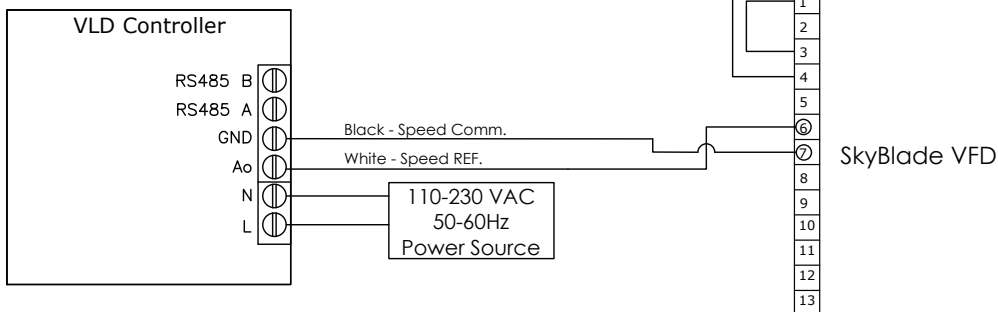 VLD Controller
RS485 B
RS485 A
GND
Ao
N
L
Black - Speed Comm.
White - Speed REF.
110-230 VAC
50-60Hz
Power Source
1
2
3
4
5
6
7
8
9
10
11
12
13
SkyBlade VFD